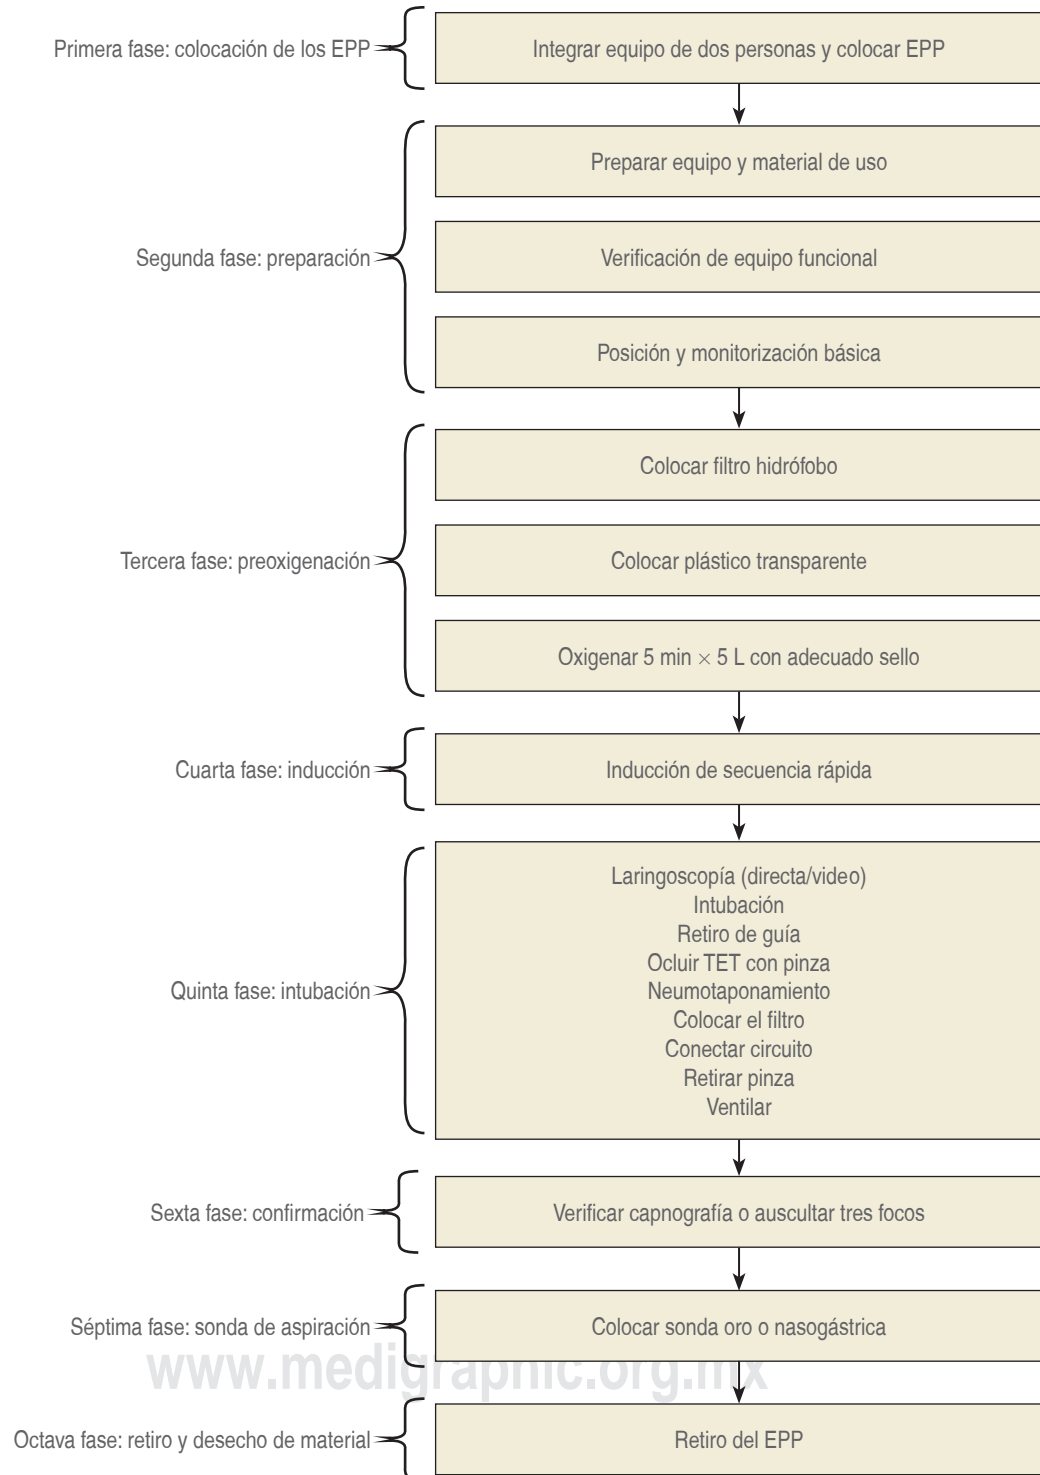 Primera fase: colocación de los EPP
Integrar equipo de dos personas y colocar EPP
Segunda fase: preparación
Preparar equipo y material de uso
Verificación de equipo funcional
Posición y monitorización básica
Tercera fase: preoxigenación
Colocar filtro hidrófobo
Colocar plástico transparente
Oxigenar 5 min × 5 L con adecuado sello
Cuarta fase: inducción
Inducción de secuencia rápida
Quinta fase: intubación
Laringoscopía (directa/video)
Intubación
Retiro de guía
Ocluir TET con pinza
Neumotaponamiento
Colocar el filtro
Conectar circuito
Retirar pinza
Ventilar
Sexta fase: confirmación
Verificar capnografía o auscultar tres focos
Séptima fase: sonda de aspiración
Colocar sonda oro o nasogástrica
www.medigraphic.org.mx
Octava fase: retiro y desecho de material
Retiro del EPP